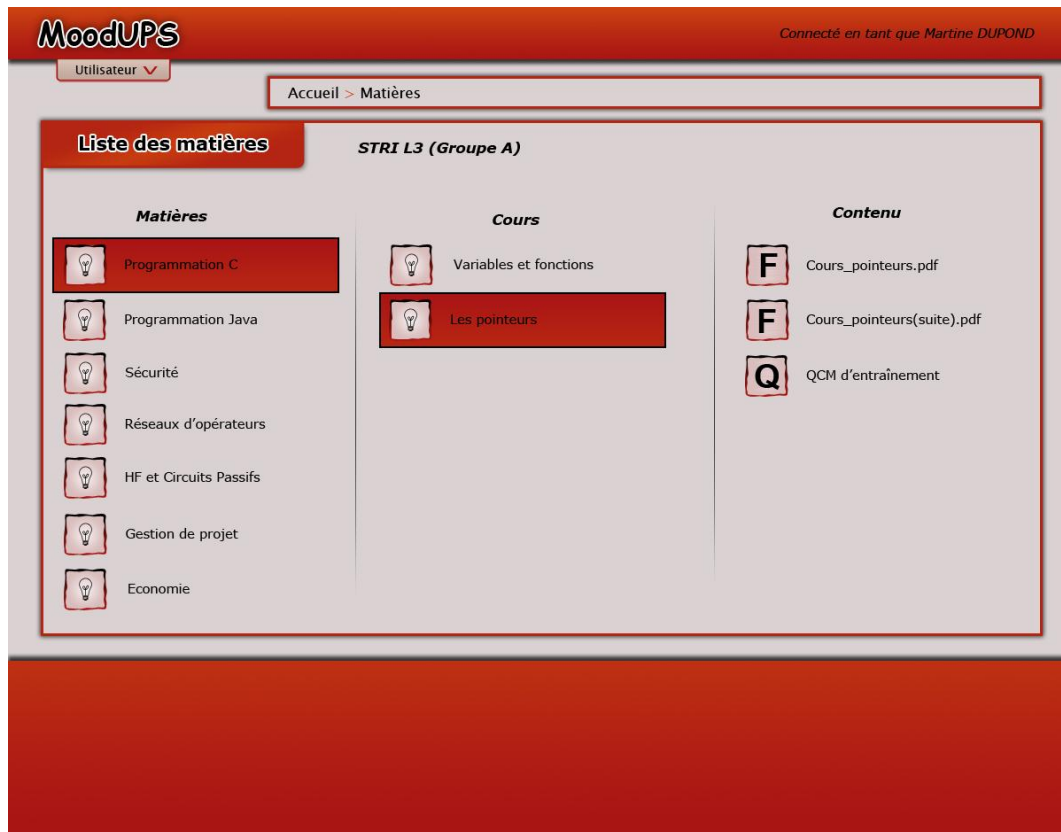 MoodUPS
Connecté en tant que Martine DUPOND
Utilisateur
Accueil > Matières
Liste des matières
STRI L3 (Groupe A)
Matières
Programmation C
Programmation Java
Sécurité
Réseaux d'opérateurs
HF et Circuits Passifs
Gestion de projet
Economie
Cours
Variables et fonctions
Les pointeurs
Contenu
F Cours_pointeurs.pdf
F Cours_pointeurs(suite).pdf
Q QCM d'entraînement